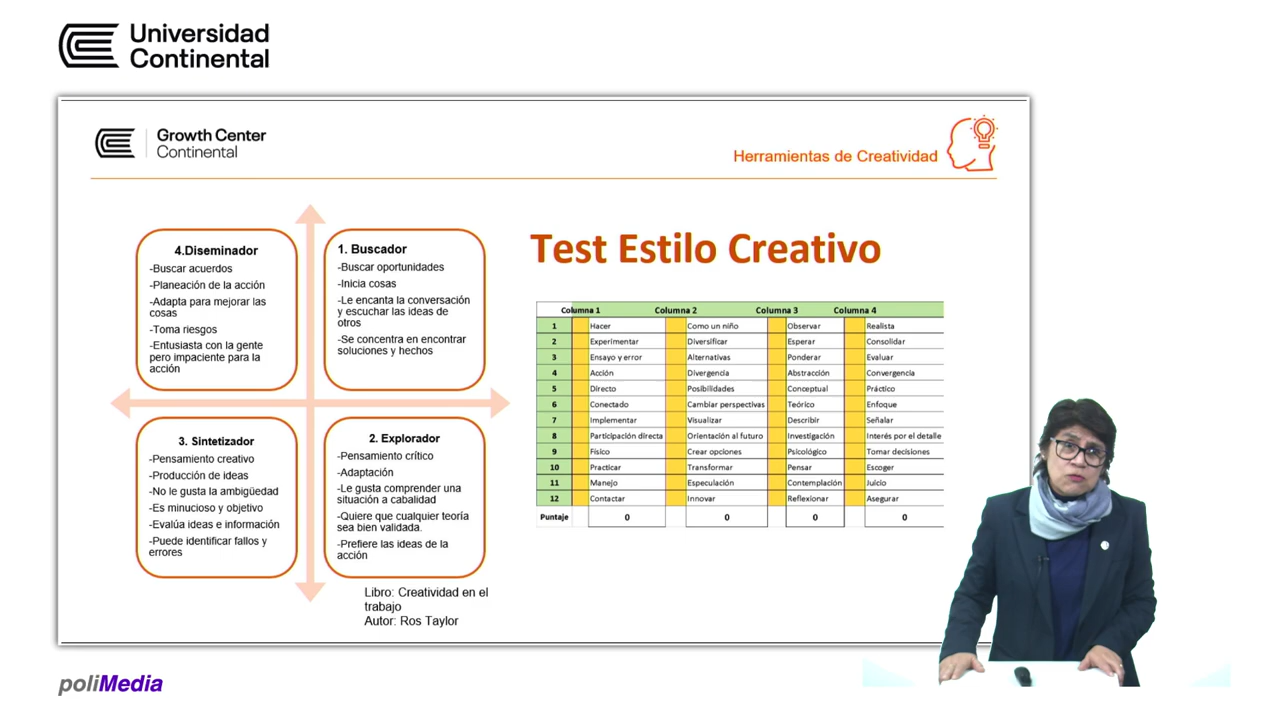 Universidad
Continental
Growth Center
Continental
Herramientas de Creatividad
4.Diseminador
-Buscar acuerdos
-Planeación de la acción
-Adapta para mejorar las
cosas
-Toma riesgos
-Entusiasta con la gente
pero impaciente para la
acción
1. Buscador
-Buscar oportunidades
-Inicia cosas
-Le encanta la conversación
y escuchar las ideas de
otros
-Se concentra en encontrar
soluciones y hechos
3. Sintetizador
-Pensamiento creativo
-Producción de ideas
-No le gusta la ambigüedad
-Es minucioso y objetivo
-Evalúa ideas e información
-Puede identificar fallos y
errores
2. Explorador
-Pensamiento crítico
-Adaptación
-Le gusta comprender una
situación a cabalidad
-Quiere que cualquier teoría
sea bien validada.
-Prefiere las ideas de la
acción
Libro: Creatividad en el
trabajo
Autor: Ros Taylor
Test Estilo Creativo
Columna 1 Columna 2 Columna 3 Columna 4
1 Hacer Como un niño Observar Realista
2 Experimentar Diversificar Esperar Consolidar
3 Ensayo y error Alternativas Ponderar Evaluar
4 Acción Divergencia Abstracción Convergencia
5 Directo Posibilidades Conceptual Práctico
6 Conectado Cambiar perspectivas Teórico Enfoque
7 Implementar Visualizar Describir Señalar
8 Participación directa Orientación al futuro Investigación Interés por el detalle
9 Físico Crear opciones Psicológico Tomar decisiones
10 Practicar Transformar Pensar Escoger
11 Manejo Especulación Contemplación Juicio
12 Contactar Innovar Reflexionar Asegurar
Puntaje 0 0 0 0
poliMedia